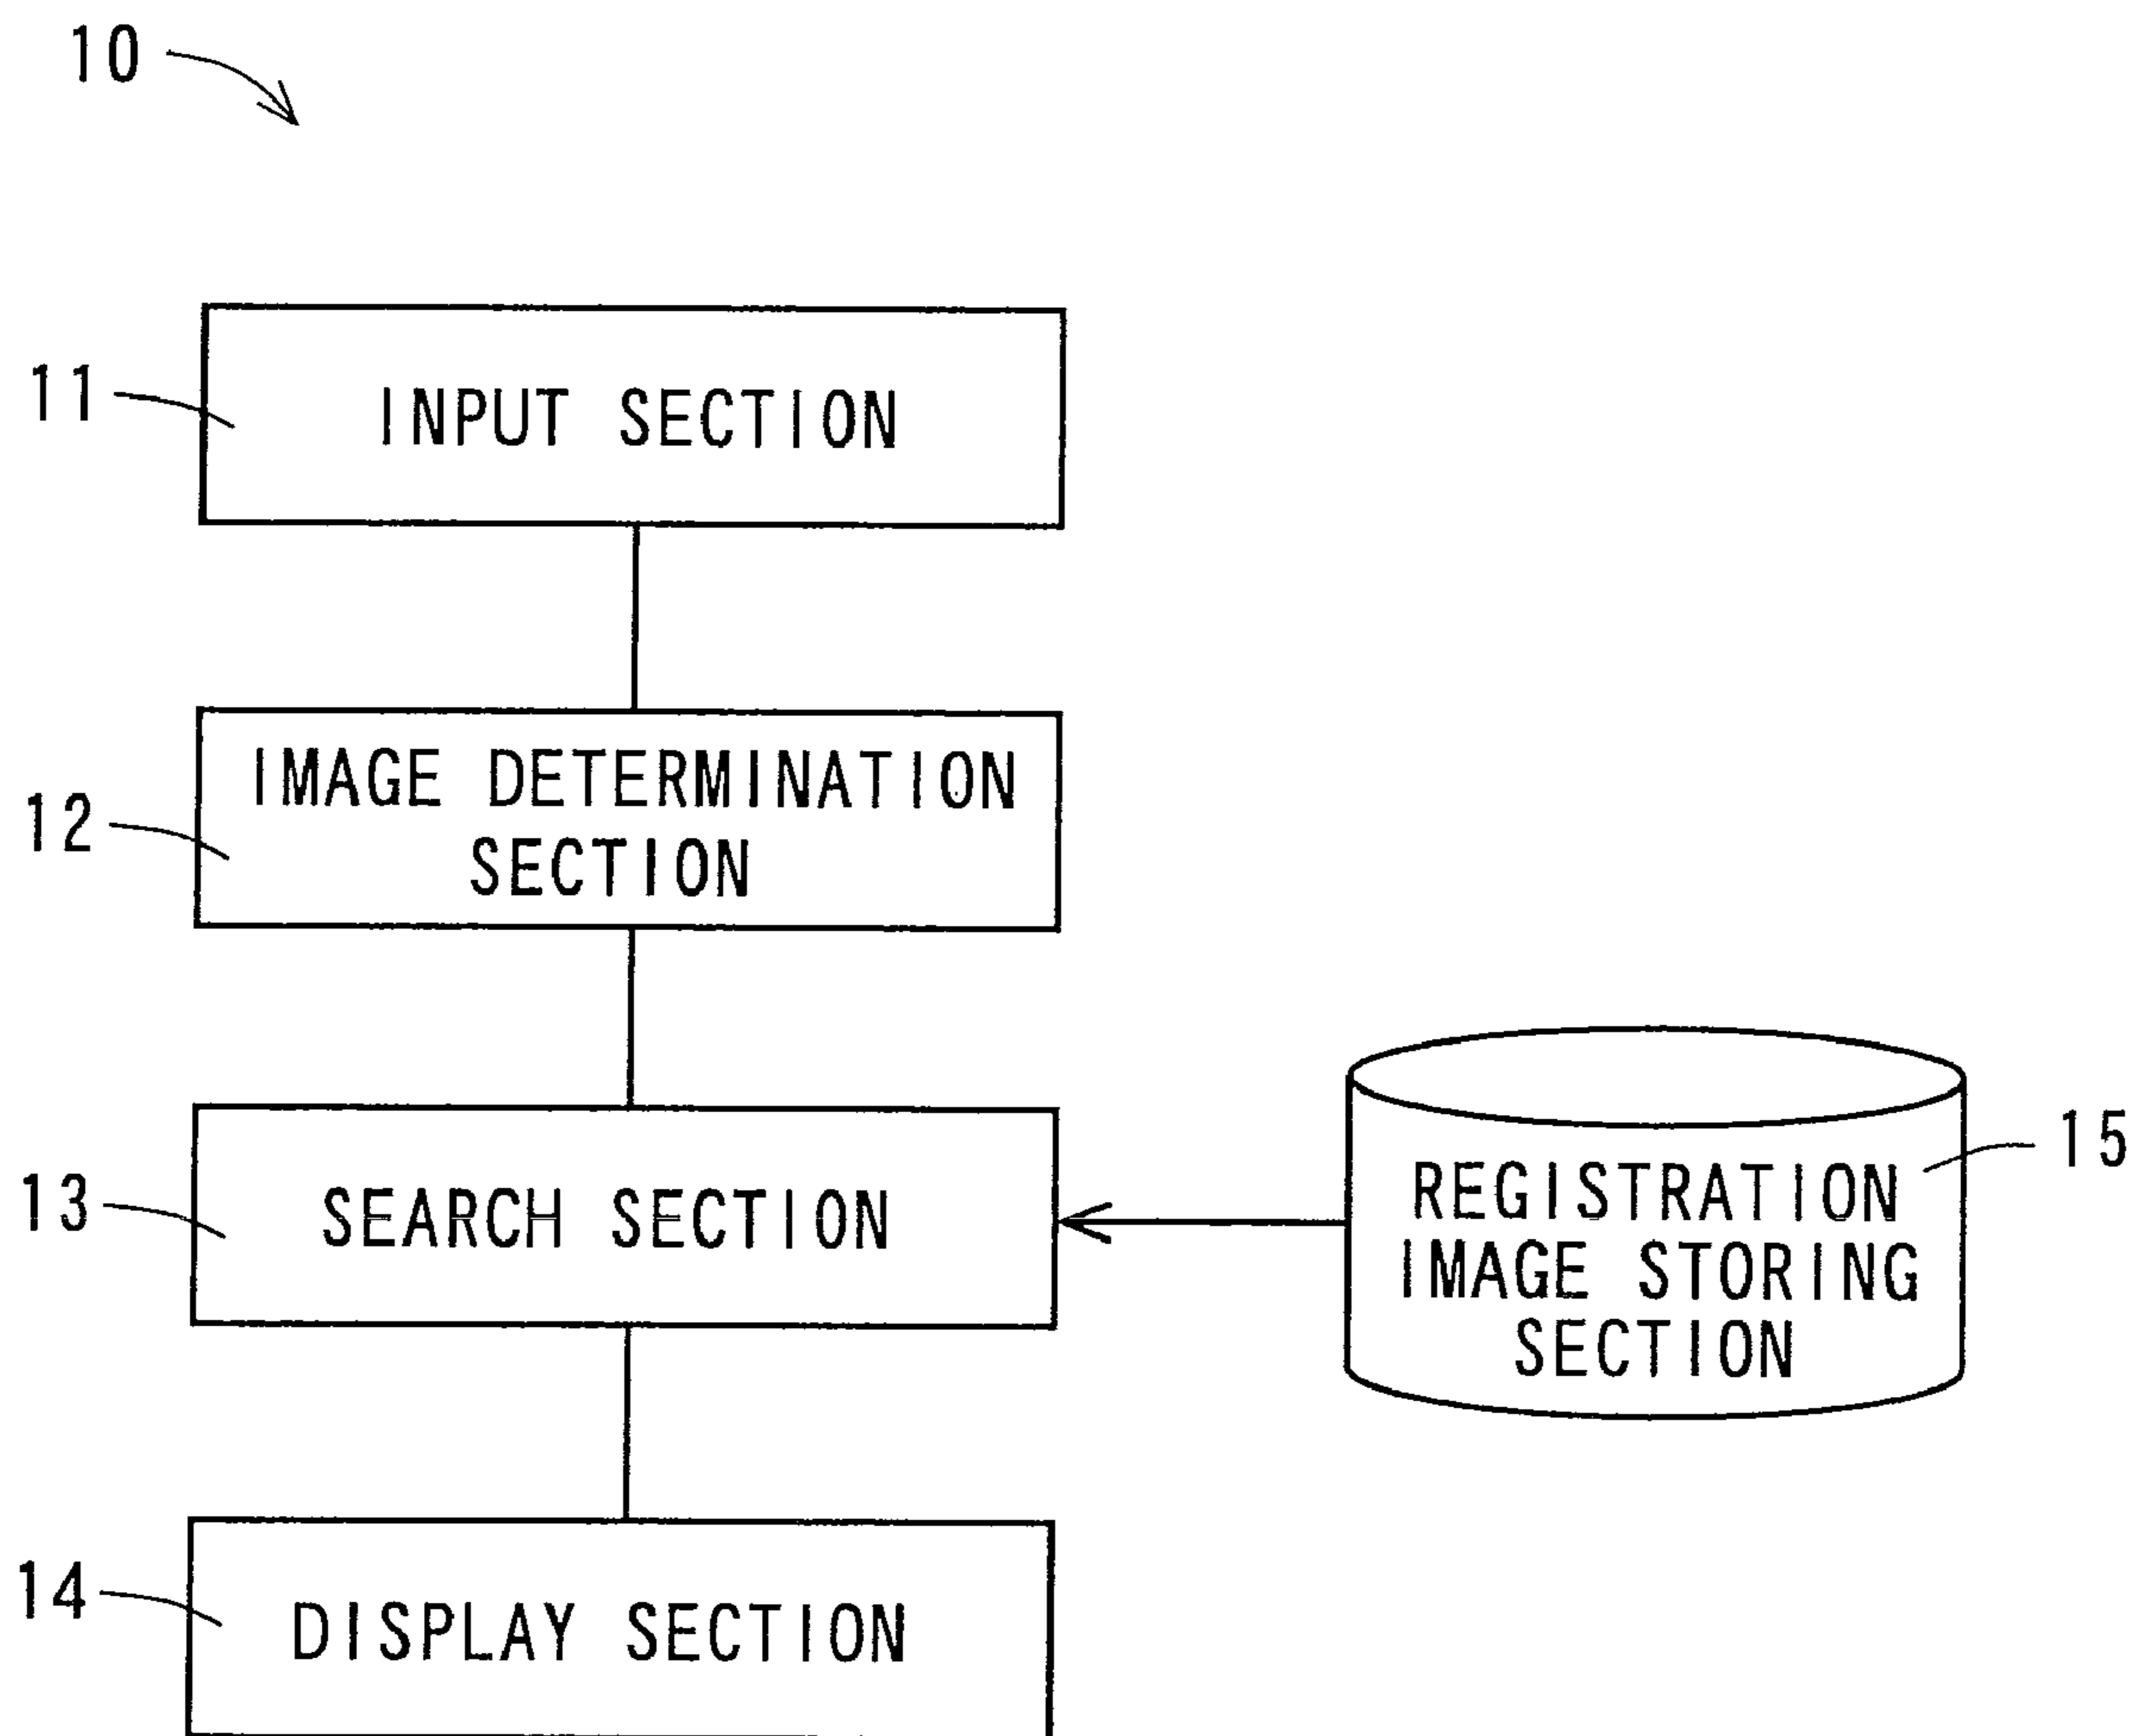 10
11
INPUT SECTION
12
IMAGE DETERMINATION
SECTION
13
SEARCH SECTION
15
REGISTRATION
IMAGE STORING
SECTION
14
DISPLAY SECTION